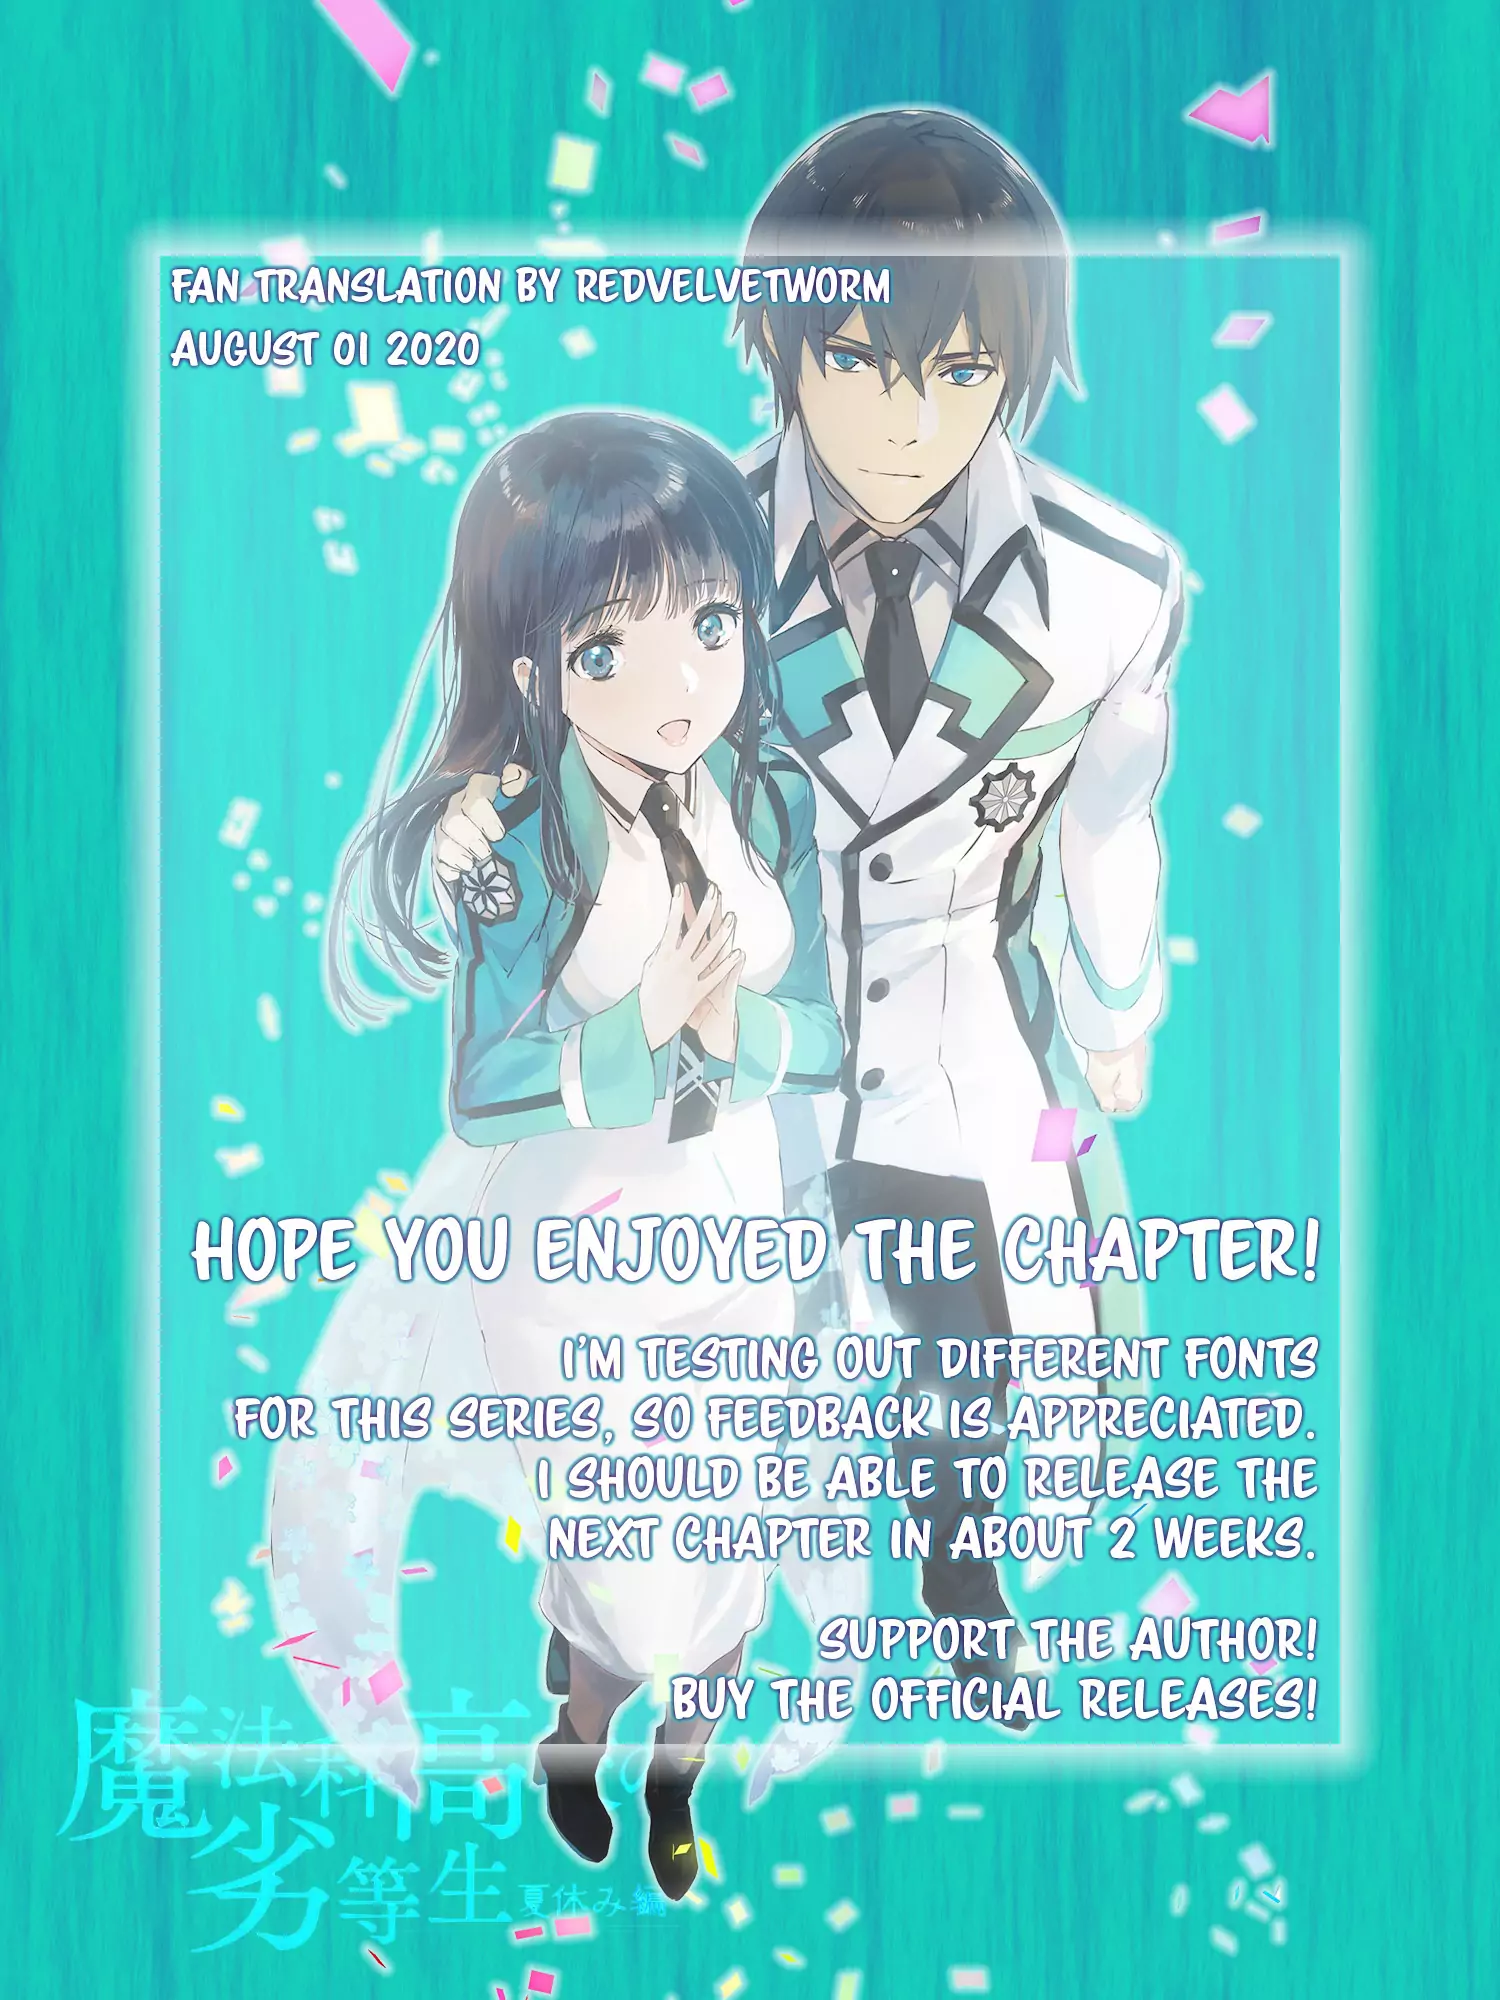 FAN TRANSLATION BY REDVELVETWORM
AUGUST 01 2020
HOPE YOU ENJOYED THE CHAPTER!
I'M TESTING OUT DIFFERENT FONTS
FOR THIS SERIES, SO FEEDBACK IS APPRECIATED.
I SHOULD BE ABLE TO RELEASE THE
NEXT CHAPTER IN ABOUT 2 WEEKS.
SUPPORT THE AUTHOR!
BUY THE OFFICIAL RELEASES!
魔法科高校の
劣等生 夏休み編